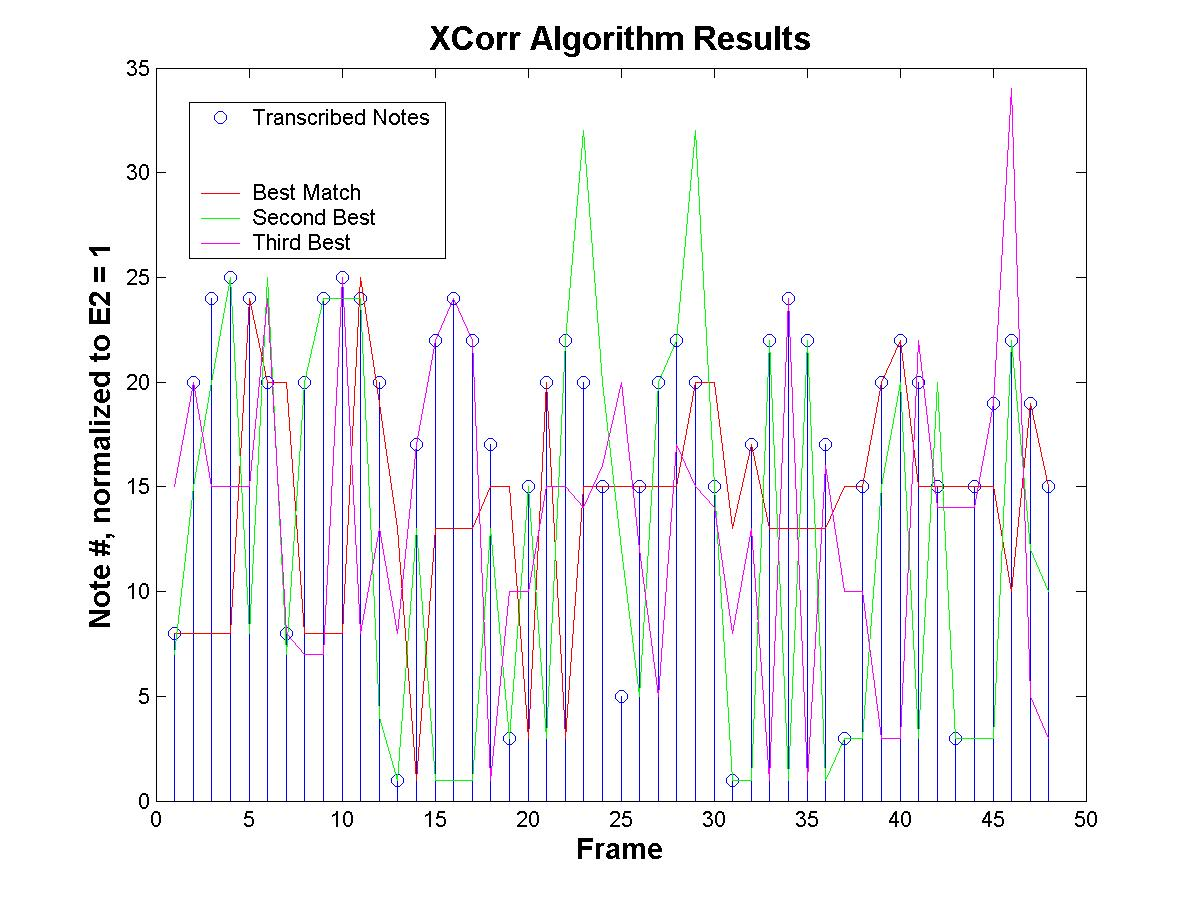 XCorr Algorithm Results
35
30
25
20
15
10
5
0
Note #, normalized to E2 = 1
Transcribed Notes
Best Match
Second Best
Third Best
0 5 10 15 20 25 30 35 40 45 50
Frame